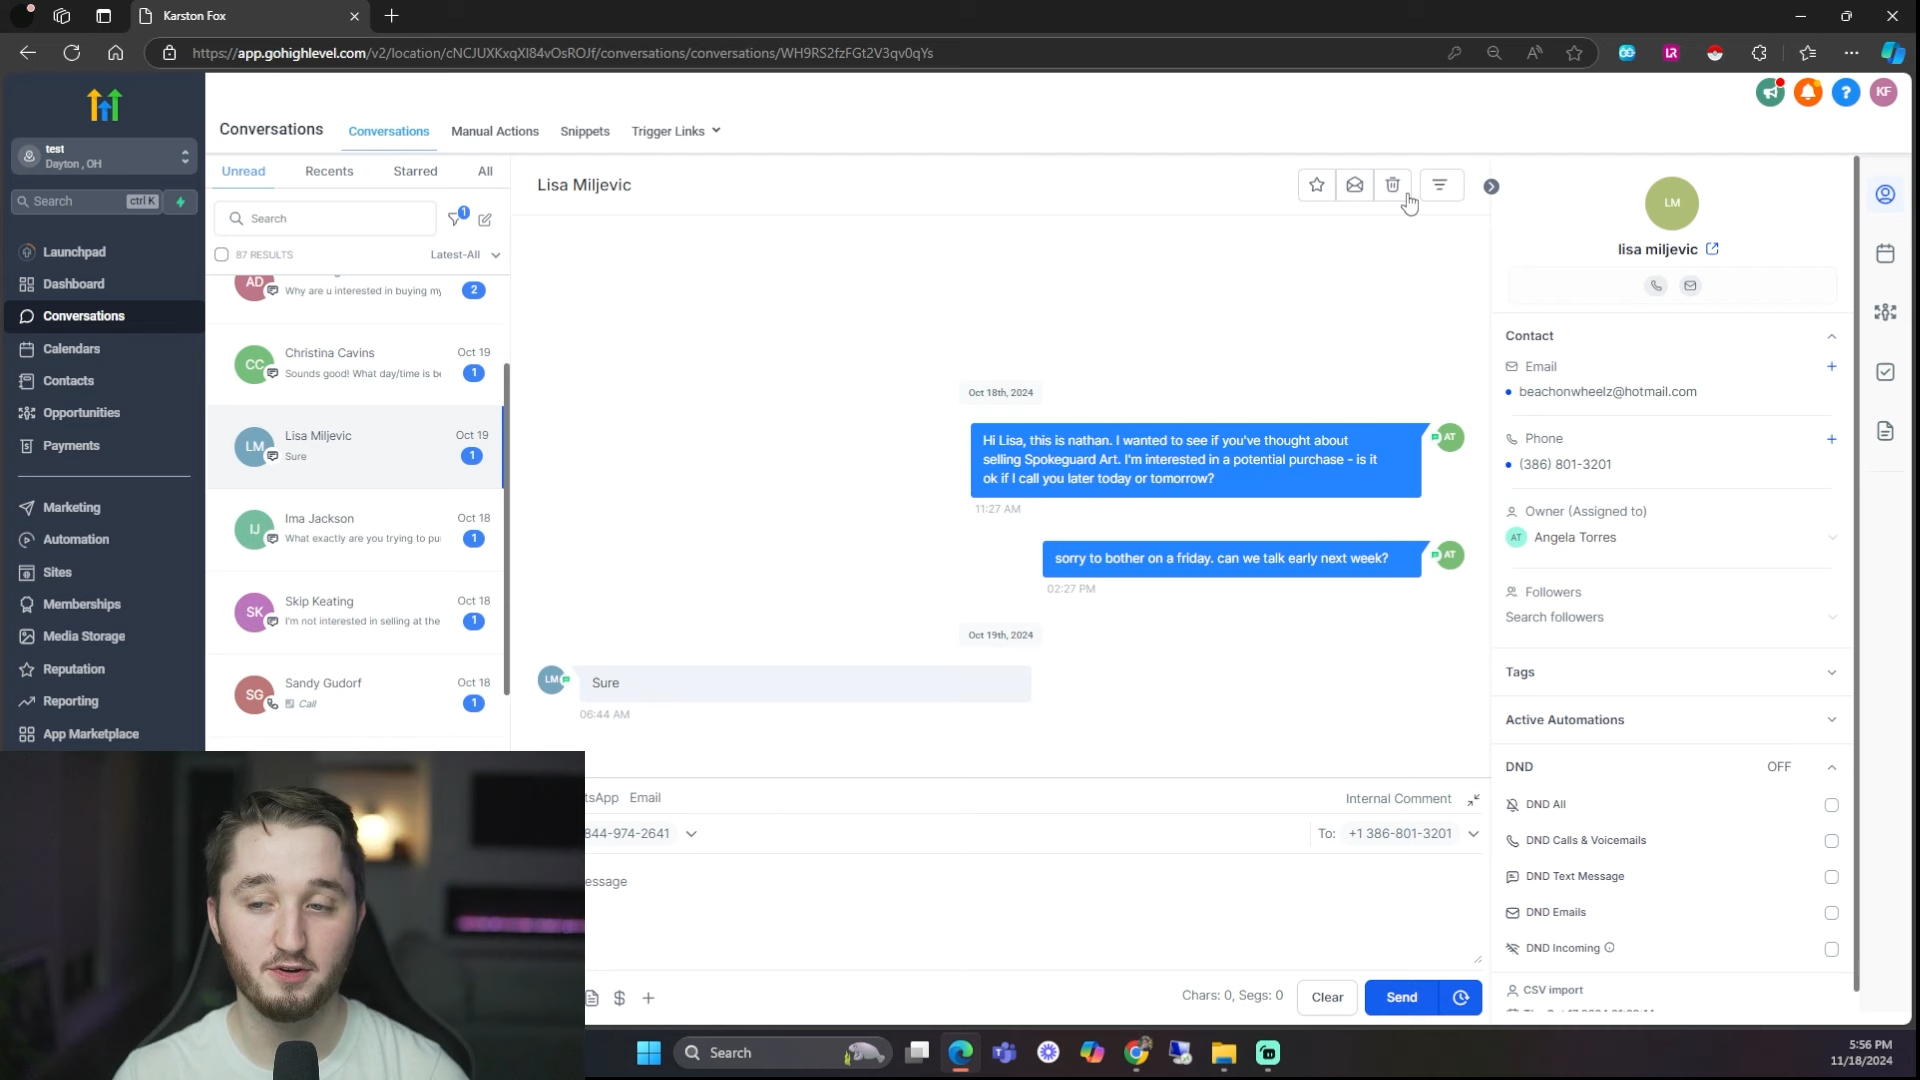 Karston Fox
https://app.gohighlevel.com/v2/location/cNCJUXKxqXl84vOsROJf/conversations/conversations/WH9RS2fzFGt2V3qv0qYs
KF
Conversations
Conversations
Manual Actions
Snippets
Trigger Links
test
Dayton , OH
Search
ctrl K
Launchpad
Dashboard
Conversations
Calendars
Contacts
Opportunities
Payments
Marketing
Automation
Sites
Memberships
Media Storage
Reputation
Reporting
App Marketplace
Unread
Recents
Starred
All
Search
1
87 RESULTS
Latest-All
AD
Why are u interested in buying my
2
CC
Christina Cavins
Oct 19
Sounds good! What day/time is be
1
LM
Lisa Miljevic
Oct 19
Sure
1
IJ
Ima Jackson
Oct 18
What exactly are you trying to pu
1
SK
Skip Keating
Oct 18
I'm not interested in selling at the
1
SG
Sandy Gudorf
Oct 18
Call
1
Lisa Miljevic
Oct 18th, 2024
Hi Lisa, this is nathan. I wanted to see if you've thought about
selling Spokeguard Art. I'm interested in a potential purchase - is it
ok if I call you later today or tomorrow?
AT
11:27 AM
sorry to bother on a friday. can we talk early next week?
AT
02:27 PM
Oct 19th, 2024
LM
Sure
06:44 AM
tsApp
Email
Internal Comment
844-974-2641
To:
+1 386-801-3201
essage
Chars: 0, Segs: 0
Clear
Send
LM
lisa miljevic
Contact
Email
beachonwheelz@hotmail.com
Phone
(386) 801-3201
Owner (Assigned to)
AT
Angela Torres
Followers
Search followers
Tags
Active Automations
DND
OFF
DND All
DND Calls & Voicemails
DND Text Message
DND Emails
DND Incoming
CSV import
Search
5:56 PM
11/18/2024